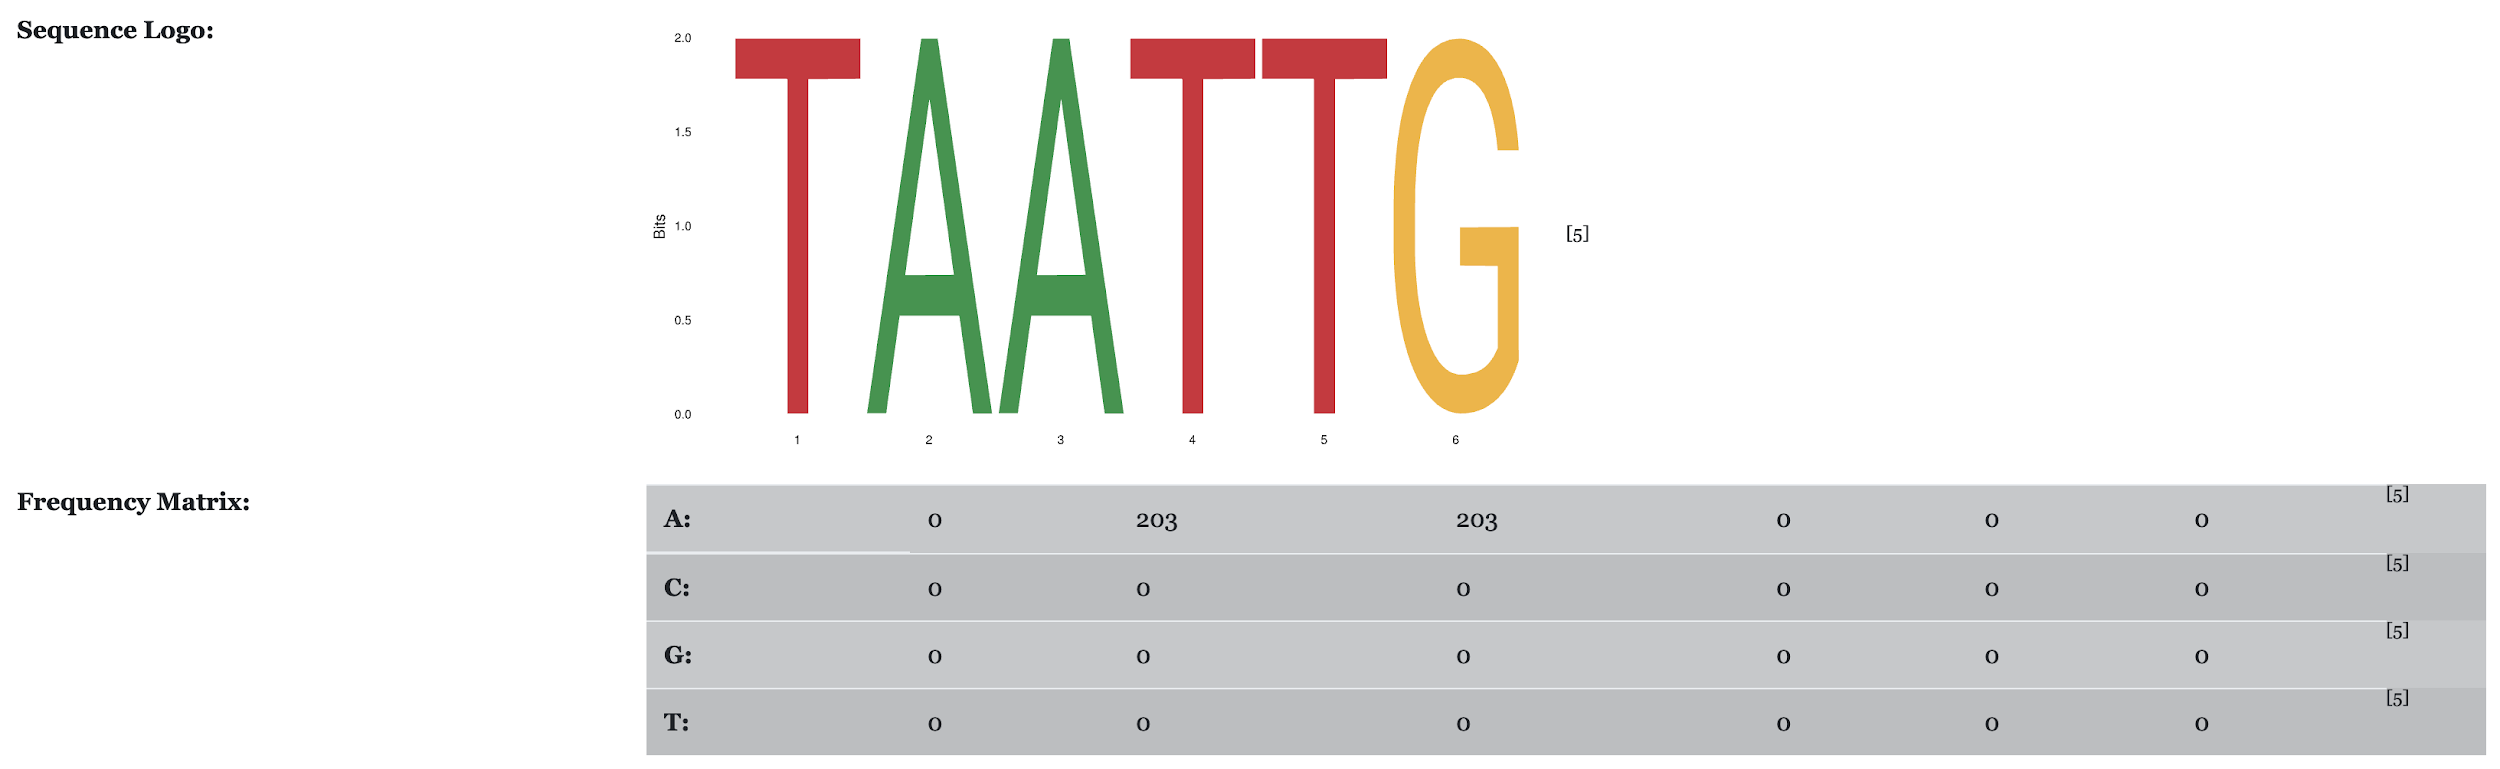 Sequence Logo:
2.0
1.5
1.0
0.5
0.0
Bits
TAATTG
[5]
1 2 3 4 5 6
Frequency Matrix:
A: 0 203 203 0 0 0 [5]
C: 0 0 0 0 0 0 [5]
G: 0 0 0 0 0 0 [5]
T: 0 0 0 0 0 0 [5]